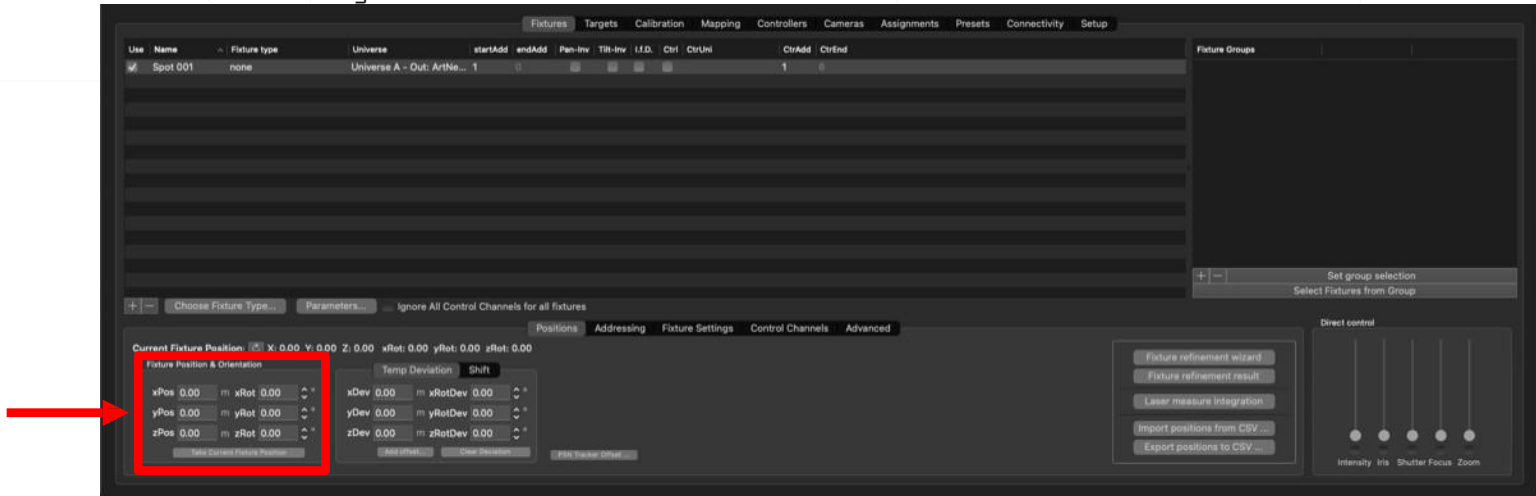 Fixtures Targets Calibration Mapping Controllers Cameras Assignments Presets Connectivity Setup
Use Name Fixture type Universe startAdd endAdd Pan-Inv Tilt-Inv I.f.D. Ctrl CtrUni CtrAdd CtrEnd Fixture Groups
Spot 001 none Universe A - Out: ArtNe... 1 0 1 0
+ - Set group selection
Select Fixtures from Group
+ - Choose Fixture Type... Parameters... Ignore All Control Channels for all fixtures
Positions Addressing Fixture Settings Control Channels Advanced
Direct control
Current Fixture Position: X: 0.00 Y: 0.00 Z: 0.00 xRot: 0.00 yRot: 0.00 zRot: 0.00
Fixture Position & Orientation
Temp Deviation Shift
xPos 0.00 m xRot 0.00 ° xDev 0.00 m xRotDev 0.00 °
yPos 0.00 m yRot 0.00 ° yDev 0.00 m yRotDev 0.00 °
zPos 0.00 m zRot 0.00 ° zDev 0.00 m zRotDev 0.00 °
Take Current Fixture Position Add offset... Clear Deviation PSN Tracker Offset ...
Fixture refinement wizard
Fixture refinement result
Laser measure integration
Import positions from CSV ...
Export positions to CSV ...
Intensity Iris Shutter Focus Zoom